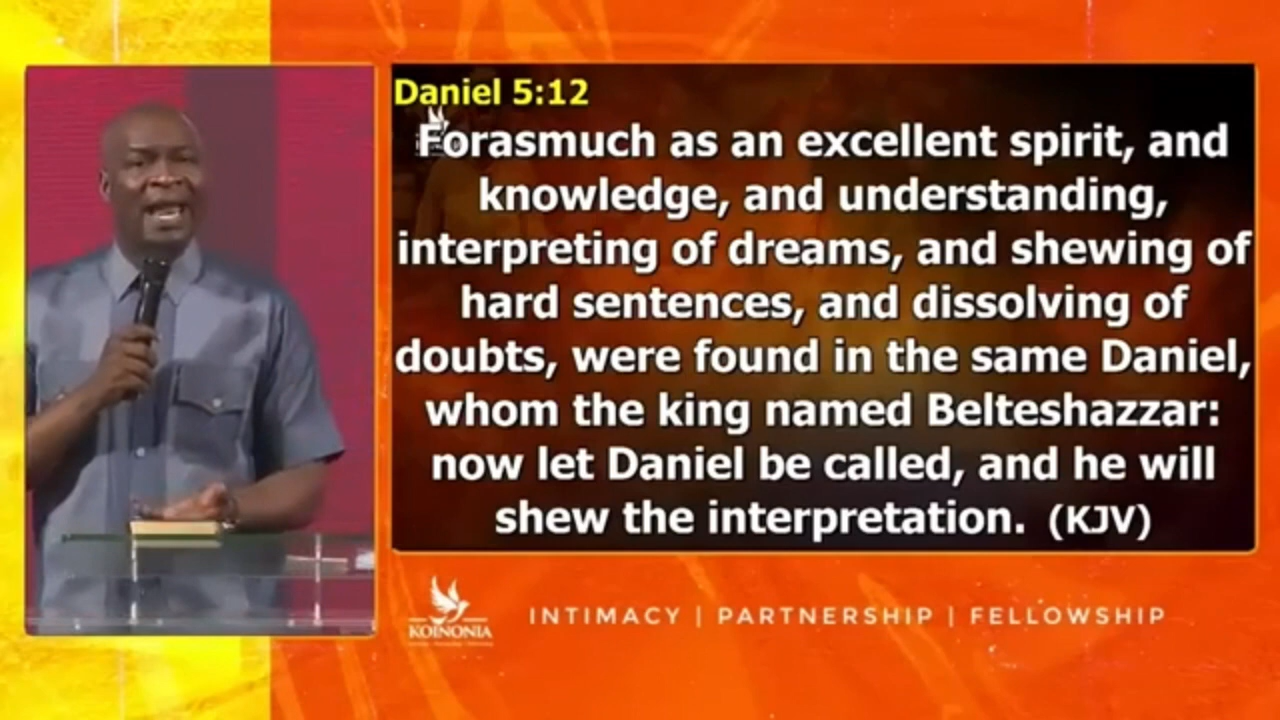 Daniel 5:12
Forasmuch as an excellent spirit, and
knowledge, and understanding,
interpreting of dreams, and shewing of
hard sentences, and dissolving of
doubts, were found in the same Daniel,
whom the king named Belteshazzar:
now let Daniel be called, and he will
shew the interpretation. (KJV)
KOINONIA
INTIMACY | PARTNERSHIP | FELLOWSHIP